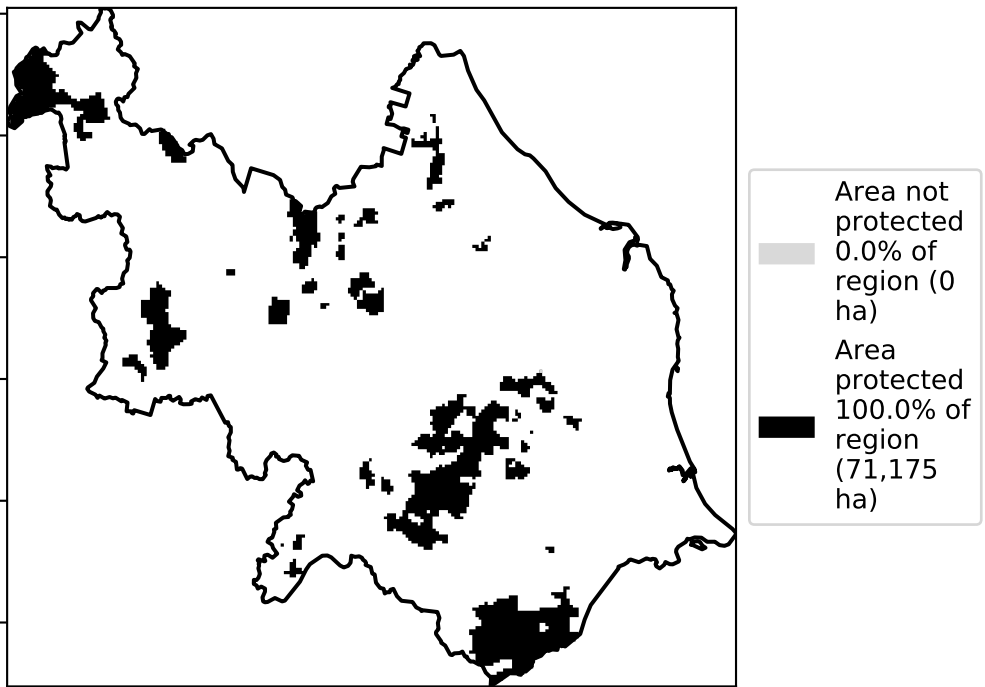 Area not
protected
0.0% of
region (0
ha)
Area
protected
100.0% of
region
(71,175
ha)